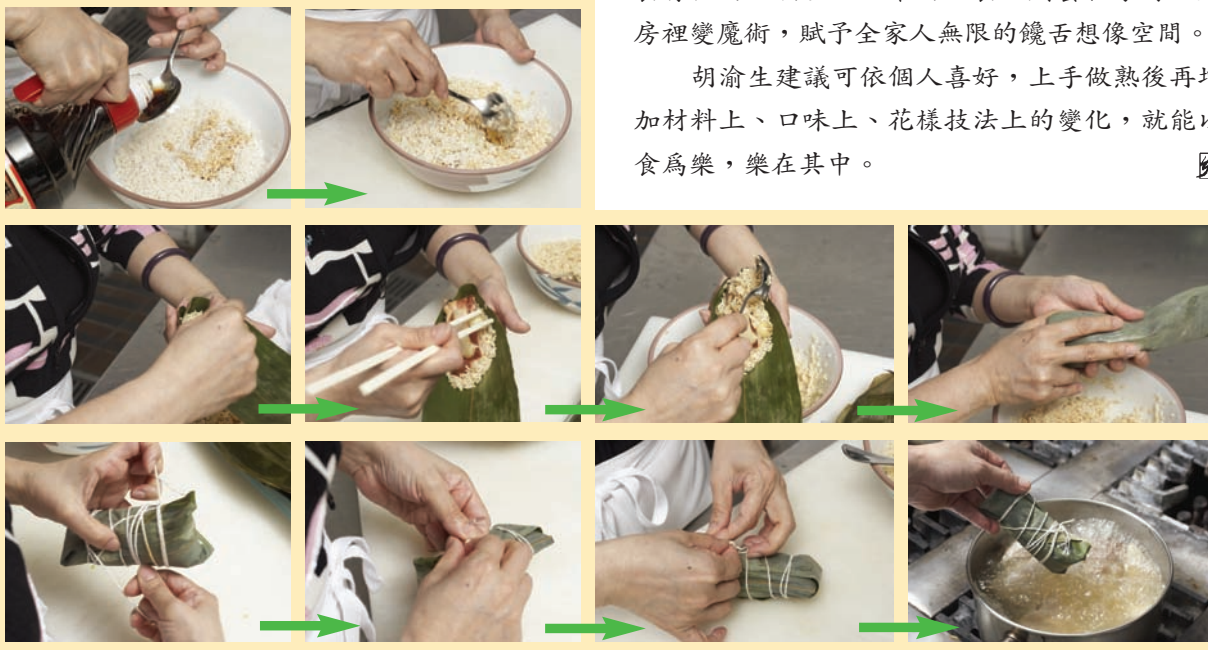 房裡變魔術，賦予全家人無限的饞舌想像空間。
胡渝生建議可依個人喜好，上手做熟後再
加材料上、口味上、花樣技法上的變化，就能
食爲樂，樂在其中。